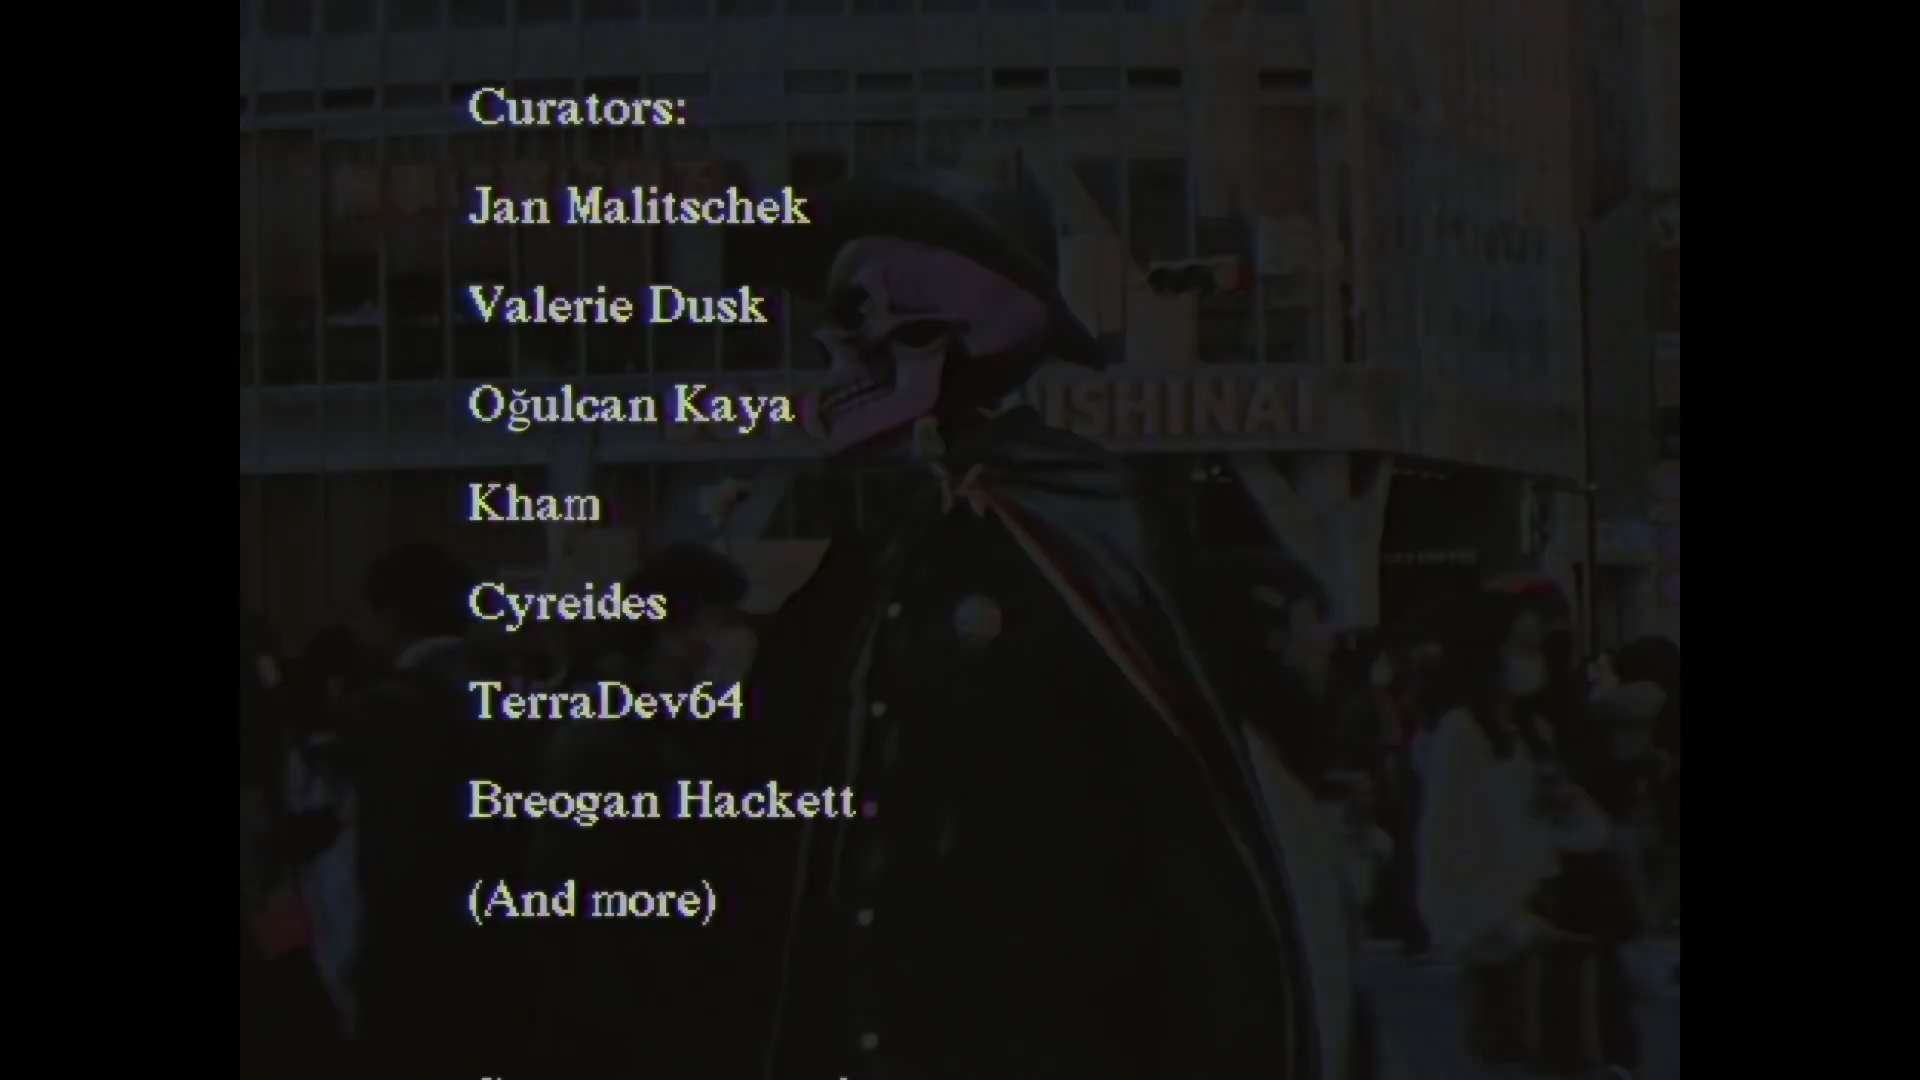 Curators:
Jan Malitschek
Valerie Dusk
Oğulcan Kaya
Kham
Cyreides
TerraDev64
Breogan Hackett
(And more)